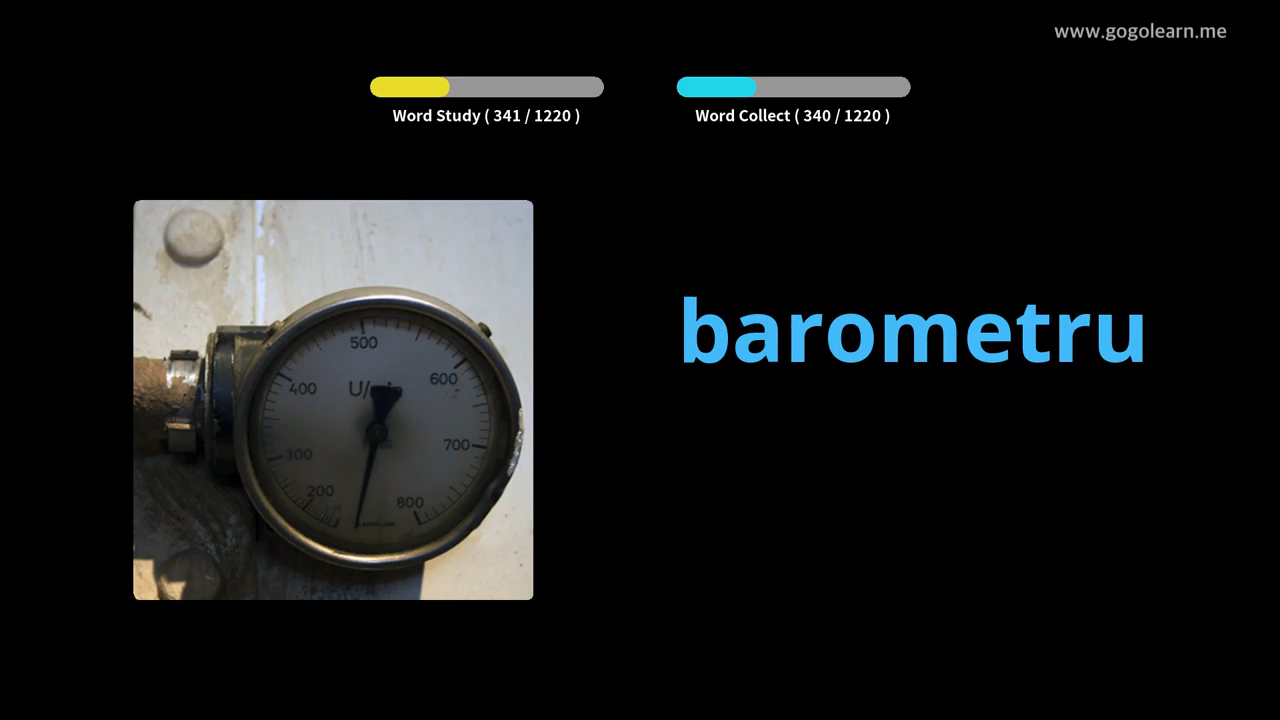 www.gogolearn.me
Word Study ( 341 / 1220 )
Word Collect ( 340 / 1220 )
barometru
500
400
600
U/min
300
700
200
800